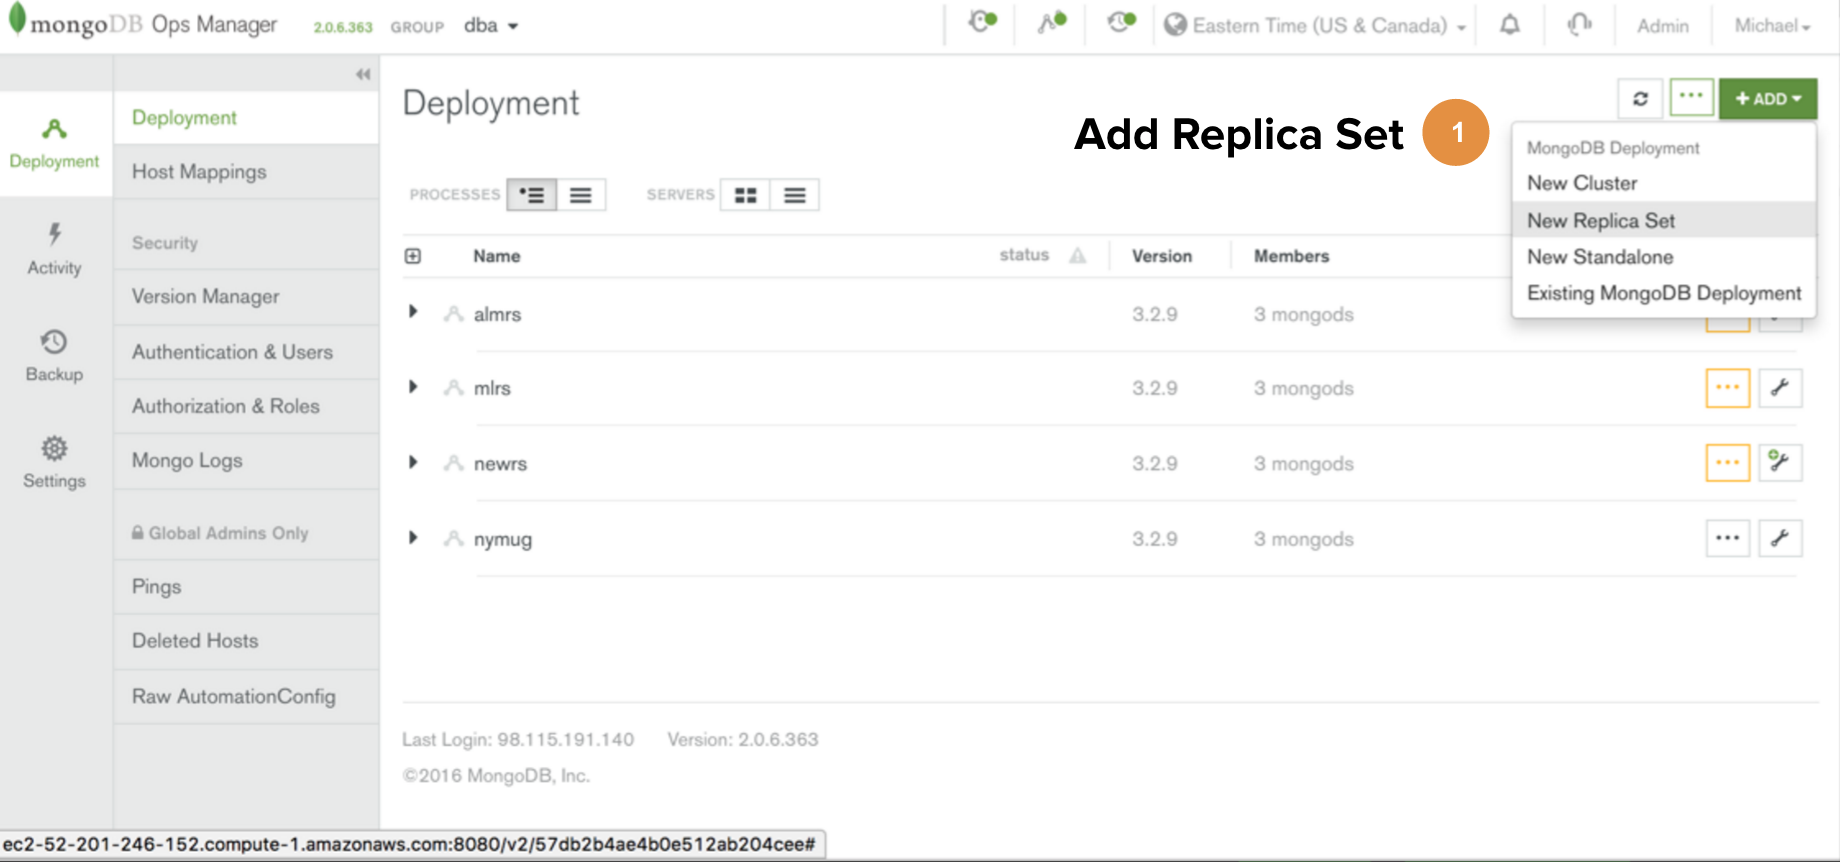 mongoDB Ops Manager 2.0.6.363 GROUP dba Eastern Time (US & Canada) Admin Michael
Deployment
Activity
Backup
Settings
Deployment
Host Mappings
Security
Version Manager
Authentication & Users
Authorization & Roles
Mongo Logs
Global Admins Only
Pings
Deleted Hosts
Raw AutomationConfig
Deployment
Add Replica Set 1
+ ADD
MongoDB Deployment
New Cluster
New Replica Set
New Standalone
Existing MongoDB Deployment
PROCESSES SERVERS
Name status Version Members
almrs 3.2.9 3 mongods
mlrs 3.2.9 3 mongods
newrs 3.2.9 3 mongods
nymug 3.2.9 3 mongods
Last Login: 98.115.191.140 Version: 2.0.6.363
©2016 MongoDB, Inc.
ec2-52-201-246-152.compute-1.amazonaws.com:8080/v2/57db2b4ae4b0e512ab204cee#